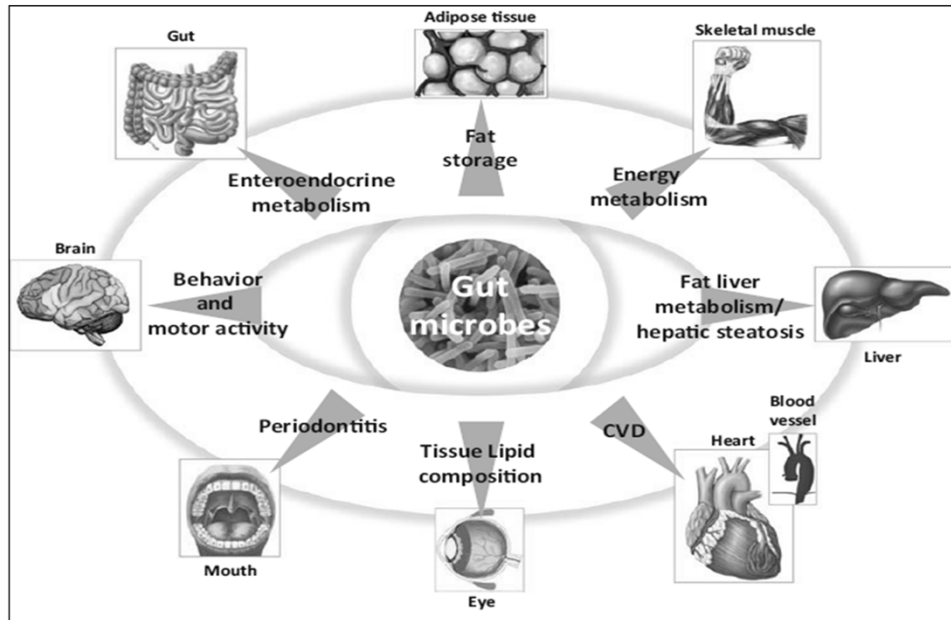 Gut
Adipose tissue
Skeletal muscle
Enteroendocrine
metabolism
Fat
storage
Energy
metabolism
Brain
Behavior
and
motor activity
Gut
microbes
Fat liver
metabolism/
hepatic steatosis
Liver
Periodontitis
Tissue Lipid
composition
CVD
Blood
vessel
Heart
Mouth
Eye